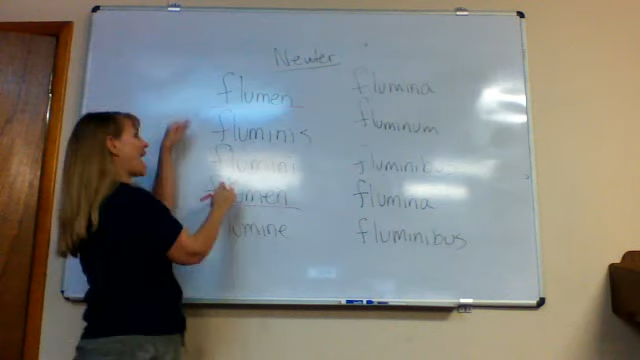 Neuter
flumen flumina
fluminis fluminum
flumini fluminibus
flumen flumina
flumine fluminibus